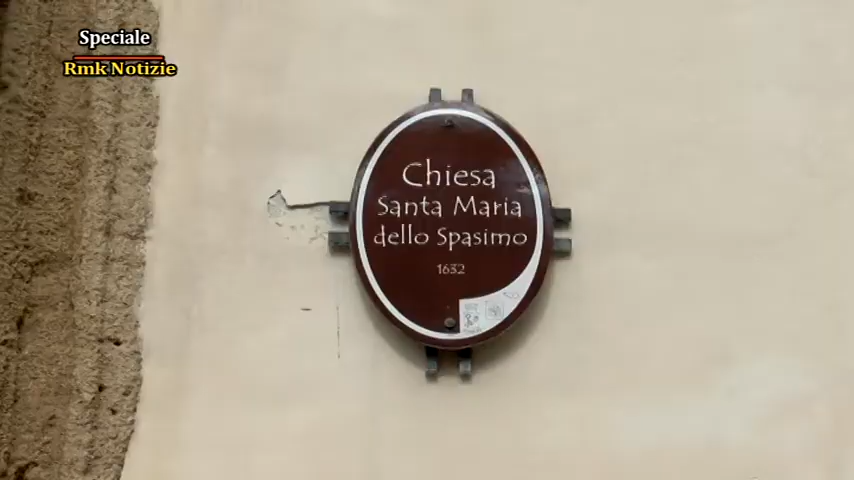 Speciale
Rmk Notizie
Chiesa
Santa Maria
dello Spasimo
1632